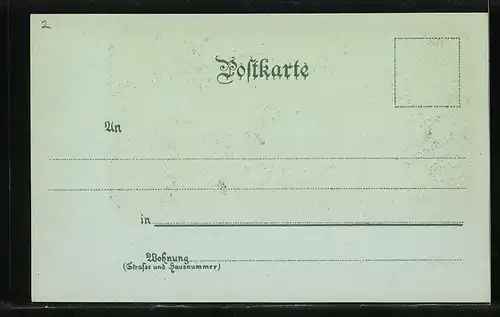 2
Postkarte
An
in
Wohnung
(Straße und Hausnummer)